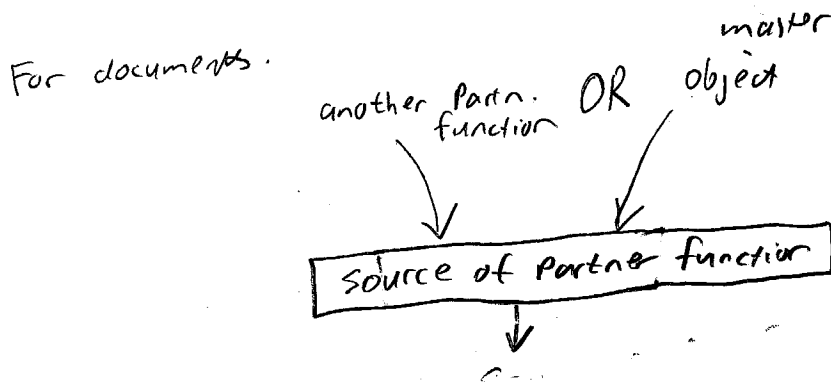 For documents.
master
another Partn. OR object
function
source of Partner function